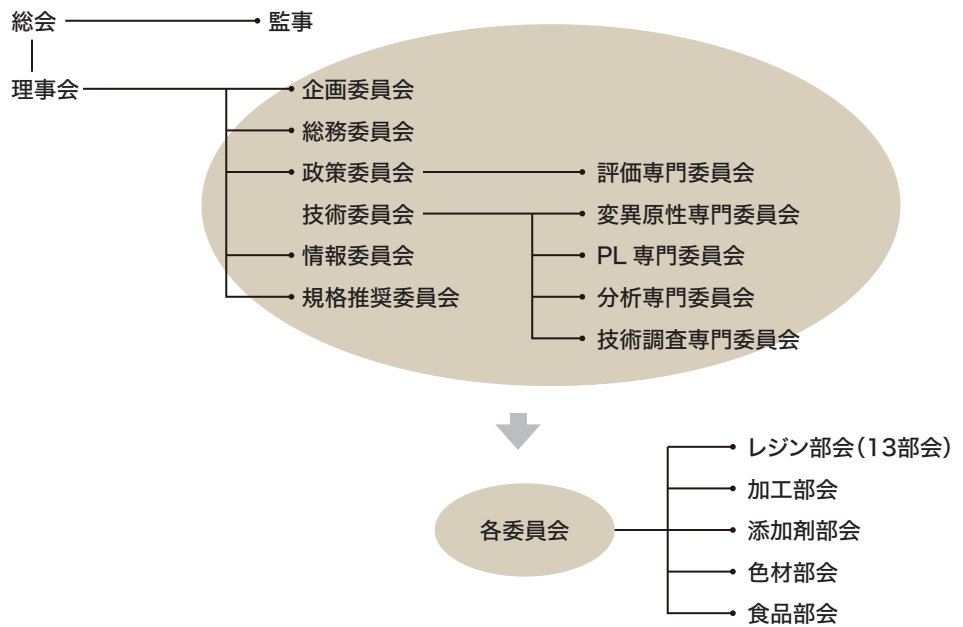 総会
監事
理事会
企画委員会
総務委員会
政策委員会
評価専門委員会
技術委員会
変異原性専門委員会
情報委員会
PL 専門委員会
規格推奨委員会
分析専門委員会
技術調査専門委員会
レジン部会(13部会)
加工部会
各委員会
添加剤部会
色材部会
食品部会